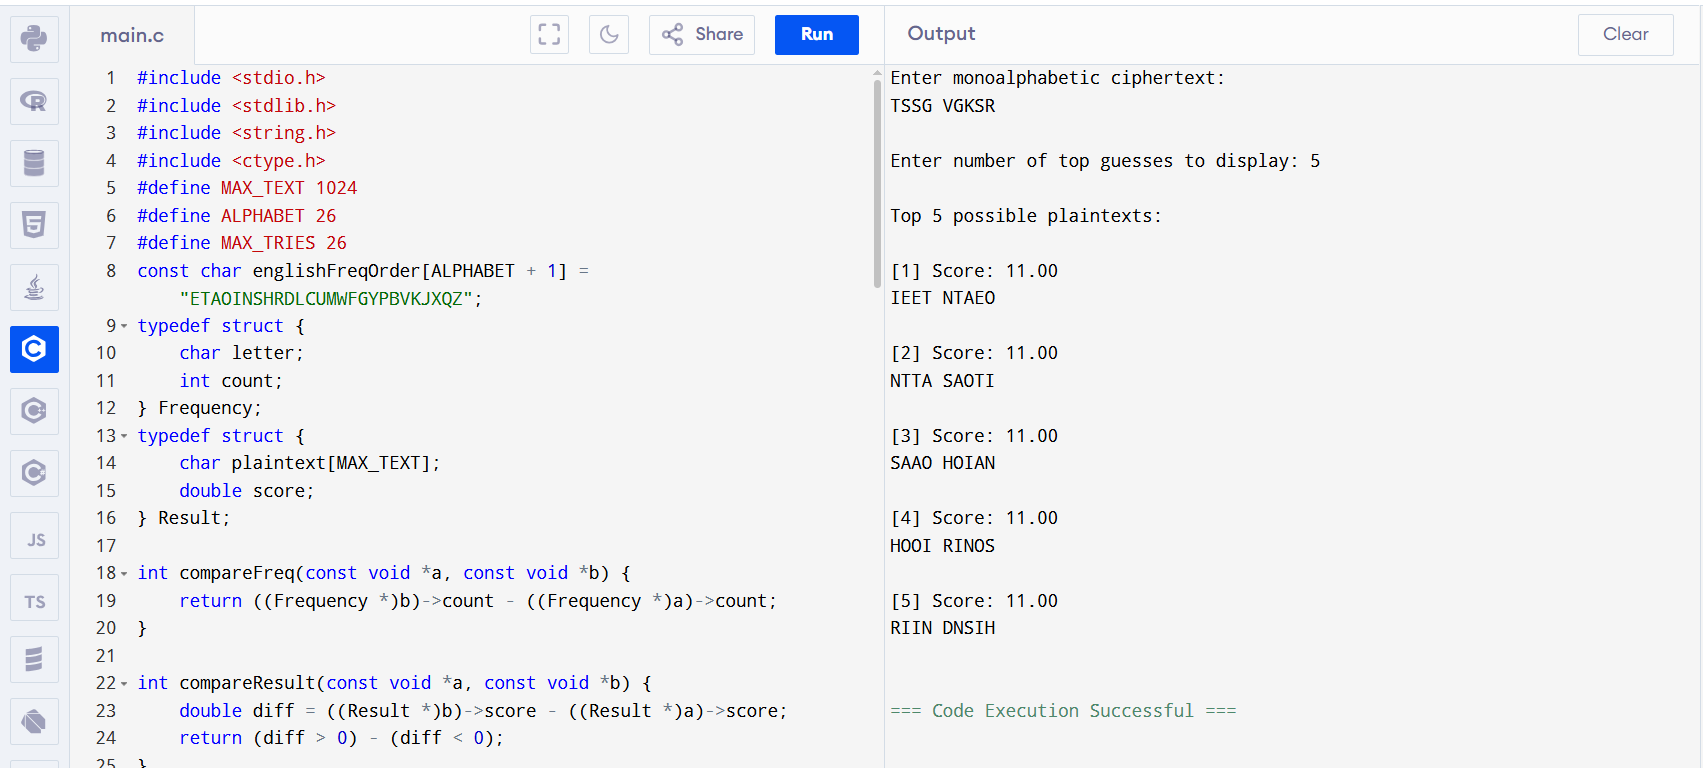 main.c
Share
Run
Output
Clear
1 #include <stdio.h>
2 #include <stdlib.h>
3 #include <string.h>
4 #include <ctype.h>
5 #define MAX_TEXT 1024
6 #define ALPHABET 26
7 #define MAX_TRIES 26
8 const char englishFreqOrder[ALPHABET + 1] =
"ETAOINSHRDLCUMWFGYPBVKJXQZ";
9 typedef struct {
10 char letter;
11 int count;
12 } Frequency;
13 typedef struct {
14 char plaintext[MAX_TEXT];
15 double score;
16 } Result;
17
18 int compareFreq(const void *a, const void *b) {
19 return ((Frequency *)b)->count - ((Frequency *)a)->count;
20 }
21
22 int compareResult(const void *a, const void *b) {
23 double diff = ((Result *)b)->score - ((Result *)a)->score;
24 return (diff > 0) - (diff < 0);
25 }
Enter monoalphabetic ciphertext:
TSSG VGKSR
Enter number of top guesses to display: 5
Top 5 possible plaintexts:
[1] Score: 11.00
IEET NTAEO
[2] Score: 11.00
NTTA SAOTI
[3] Score: 11.00
SAAO HOIAN
[4] Score: 11.00
HOOI RINOS
[5] Score: 11.00
RIIN DNSIH
=== Code Execution Successful ===
R
5
C
C
C#
JS
TS